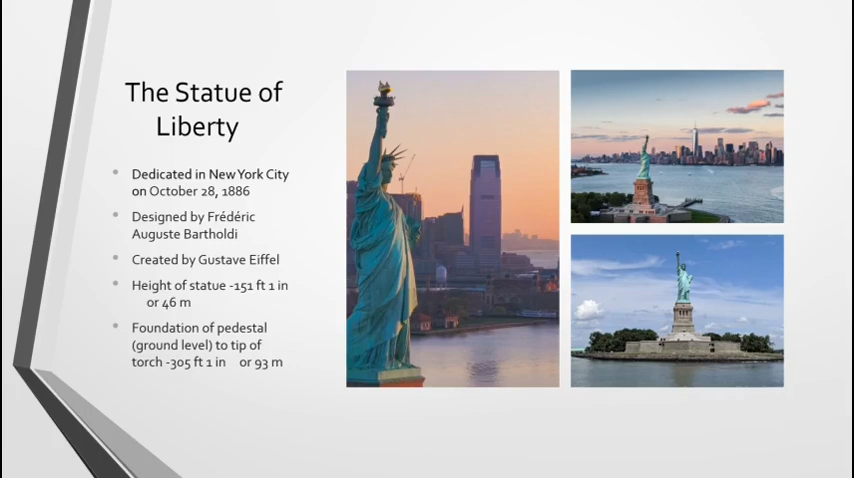 The Statue of
Liberty
Dedicated in New York City
on October 28, 1886
Designed by Frédéric
Auguste Bartholdi
Created by Gustave Eiffel
Height of statue -151 ft 1 in
or 46 m
Foundation of pedestal
(ground level) to tip of
torch -305 ft 1 in or 93 m